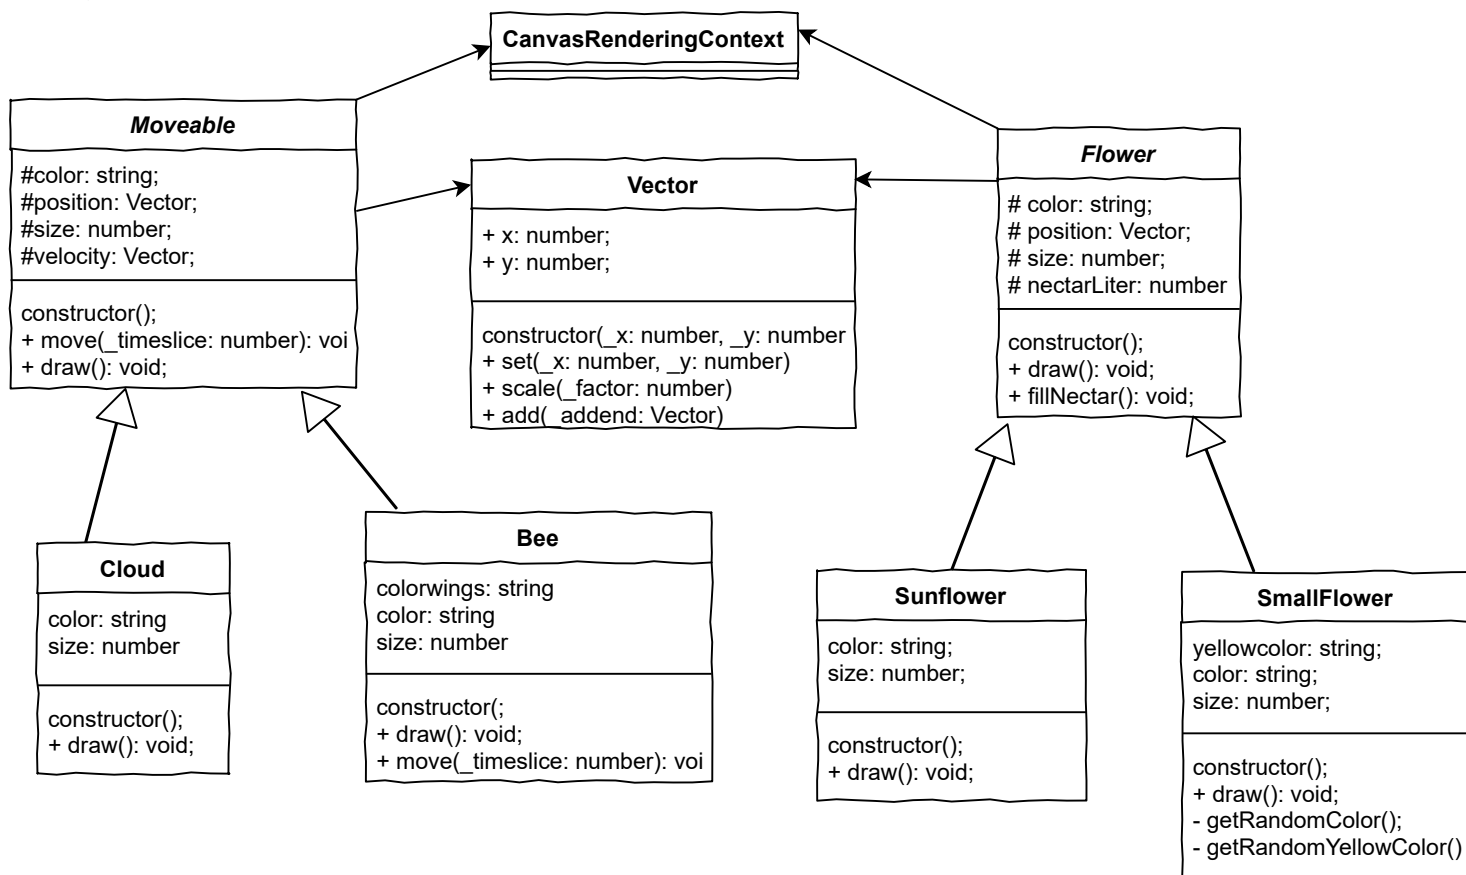 CanvasRenderingContext
Moveable
#color: string;
#position: Vector;
#size: number;
#velocity: Vector;
constructor();
+ move(_timeslice: number): voi
+ draw(): void;
Vector
+ x: number;
+ y: number;
constructor(_x: number, _y: number
+ set(_x: number, _y: number)
+ scale(_factor: number)
+ add(_addend: Vector)
Flower
# color: string;
# position: Vector;
# size: number;
# nectarLiter: number
constructor();
+ draw(): void;
+ fillNectar(): void;
Cloud
color: string
size: number
constructor();
+ draw(): void;
Bee
colorwings: string
color: string
size: number
constructor(;
+ draw(): void;
+ move(_timeslice: number): voi
Sunflower
color: string;
size: number;
constructor();
+ draw(): void;
SmallFlower
yellowcolor: string;
color: string;
size: number;
constructor();
+ draw(): void;
- getRandomColor();
- getRandomYellowColor()